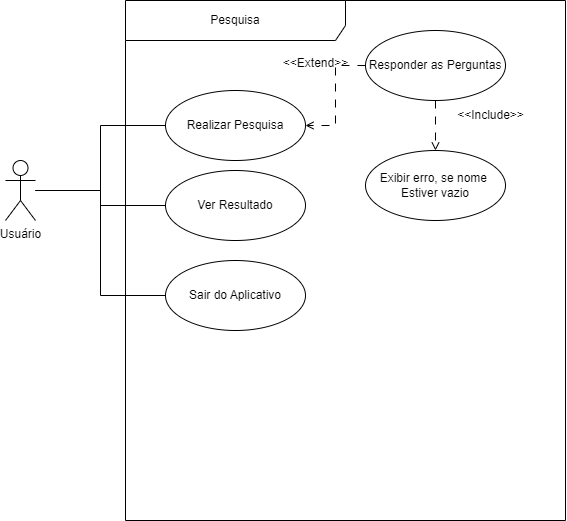 Pesquisa
<<Extend>>
Responder as Perguntas
<<Include>>
Realizar Pesquisa
Exibir erro, se nome
Estiver vazio
Ver Resultado
Usuário
Sair do Aplicativo